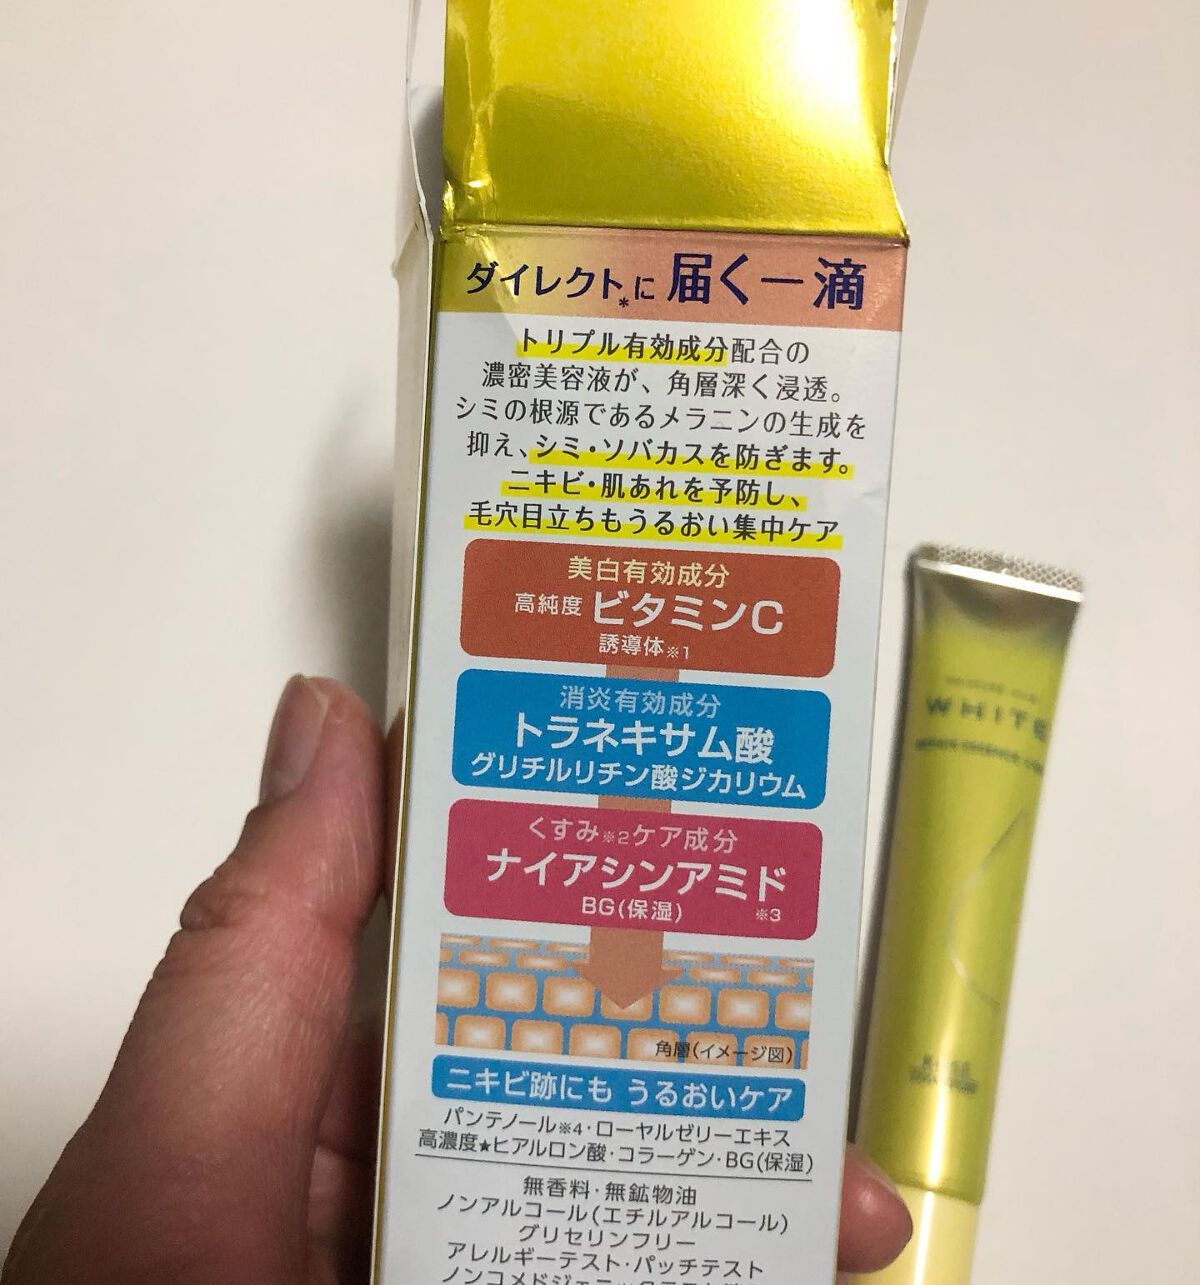 ダイレクト*に 届く一滴
トリプル有効成分配合の
濃密美容液が、角層深く浸透。
シミの根源であるメラニンの生成を
抑え、シミ・ソバカスを防ぎます。
ニキビ・肌あれを予防し、
毛穴目立ちもうるおい集中ケア
美白有効成分
高純度 ビタミンC
誘導体※1
消炎有効成分
トラネキサム酸
グリチルリチン酸ジカリウム
くすみ※2ケア成分
ナイアシンアミド
BG(保湿) ※3
角層(イメージ図)
ニキビ跡にも うるおいケア
パンテノール※4・ローヤルゼリーエキス
高濃度★ヒアルロン酸・コラーゲン・BG(保湿)
無香料・無鉱物油
ノンアルコール(エチルアルコール)
グリセリンフリー
アレルギーテスト・パッチテスト
WHITE